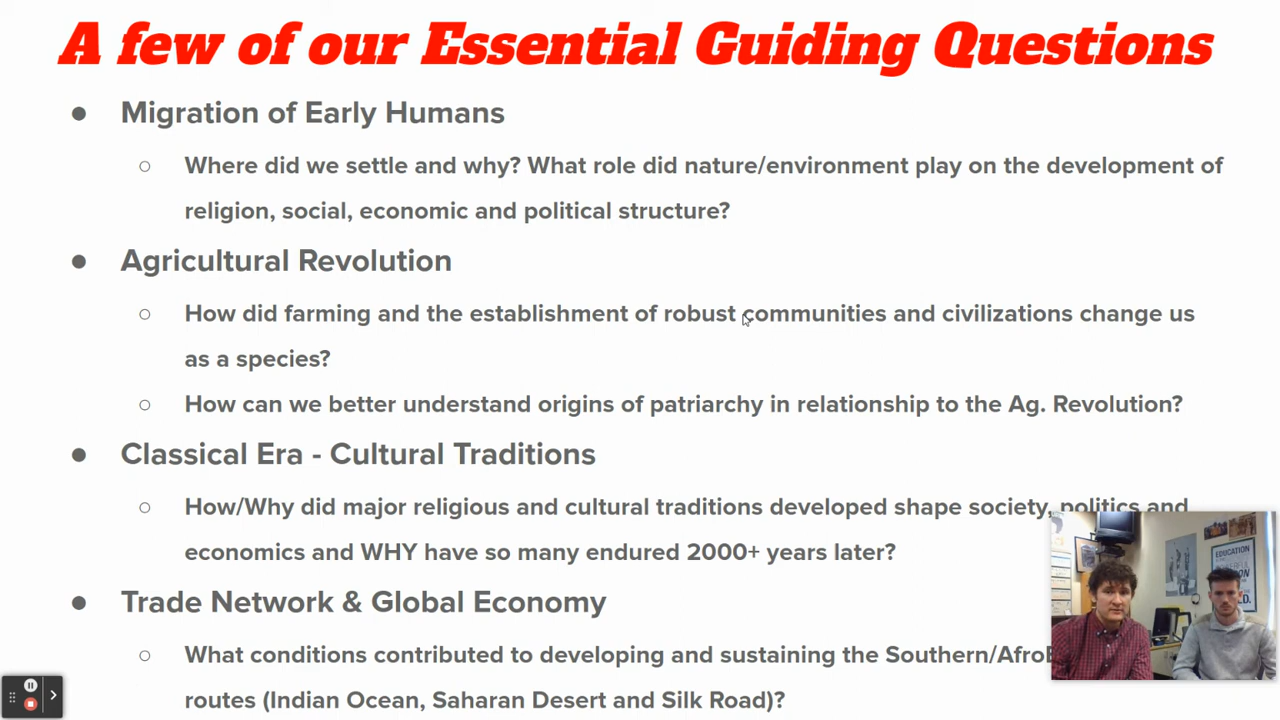 A few of our Essential Guiding Questions
● Migration of Early Humans
○ Where did we settle and why? What role did nature/environment play on the development of
religion, social, economic and political structure?
● Agricultural Revolution
○ How did farming and the establishment of robust communities and civilizations change us
as a species?
○ How can we better understand origins of patriarchy in relationship to the Ag. Revolution?
● Classical Era - Cultural Traditions
○ How/Why did major religious and cultural traditions developed shape society, politics and
economics and WHY have so many endured 2000+ years later?
● Trade Network & Global Economy
○ What conditions contributed to developing and sustaining the Southern/Afro
routes (Indian Ocean, Saharan Desert and Silk Road)?
EDUCATION